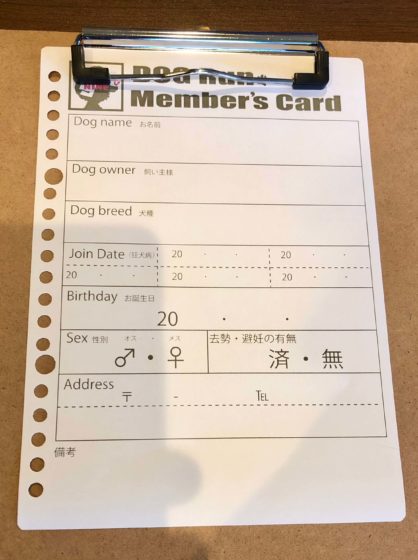 Dog Run
Member's Card
Dog name お名前
Dog owner 飼い主様
Dog breed 犬種
Join Date (狂犬病) 20 ・ ・ 20 ・ ・
20 ・ ・ 20 ・ ・ 20 ・ ・
Birthday お誕生日
20 ・ ・
Sex 性別 オス ・ メス 去勢・避妊の有無
♂・♀ 済・無
Address
〒 - TEL
備考